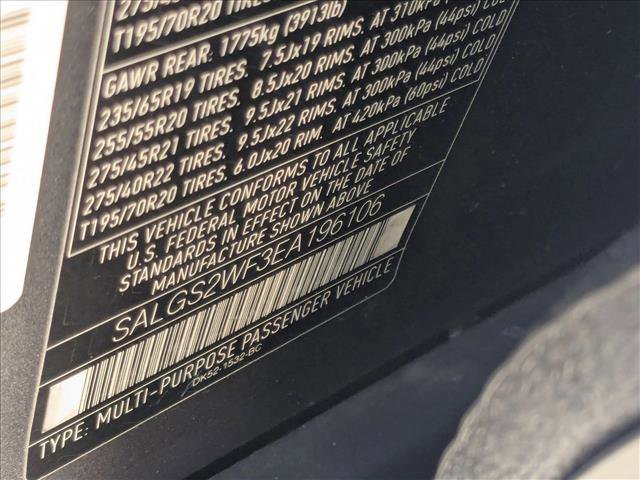 T195/70R20 TIRES
GAWR REAR: 1775kg (3913lb)
235/65R19 TIRES. 7.5Jx19 RIMS. AT 310kPa
255/55R20 TIRES. 8.5Jx20 RIMS. AT 300kPa (44psi) COLD
275/45R21 TIRES. 9.5Jx21 RIMS. AT 300kPa (44psi) COLD
275/40R22 TIRES. 9.5Jx22 RIMS. AT 300kPa (44psi) COLD
T195/70R20 TIRES. 6.0Jx20 RIM. AT 420kPa (60psi) COLD
THIS VEHICLE CONFORMS TO ALL APPLICABLE
U.S. FEDERAL MOTOR VEHICLE SAFETY
STANDARDS IN EFFECT ON THE DATE OF
MANUFACTURE SHOWN ABOVE
SALGS2WF3EA196106
TYPE: MULTI-PURPOSE PASSENGER VEHICLE
DK52-1532-BC